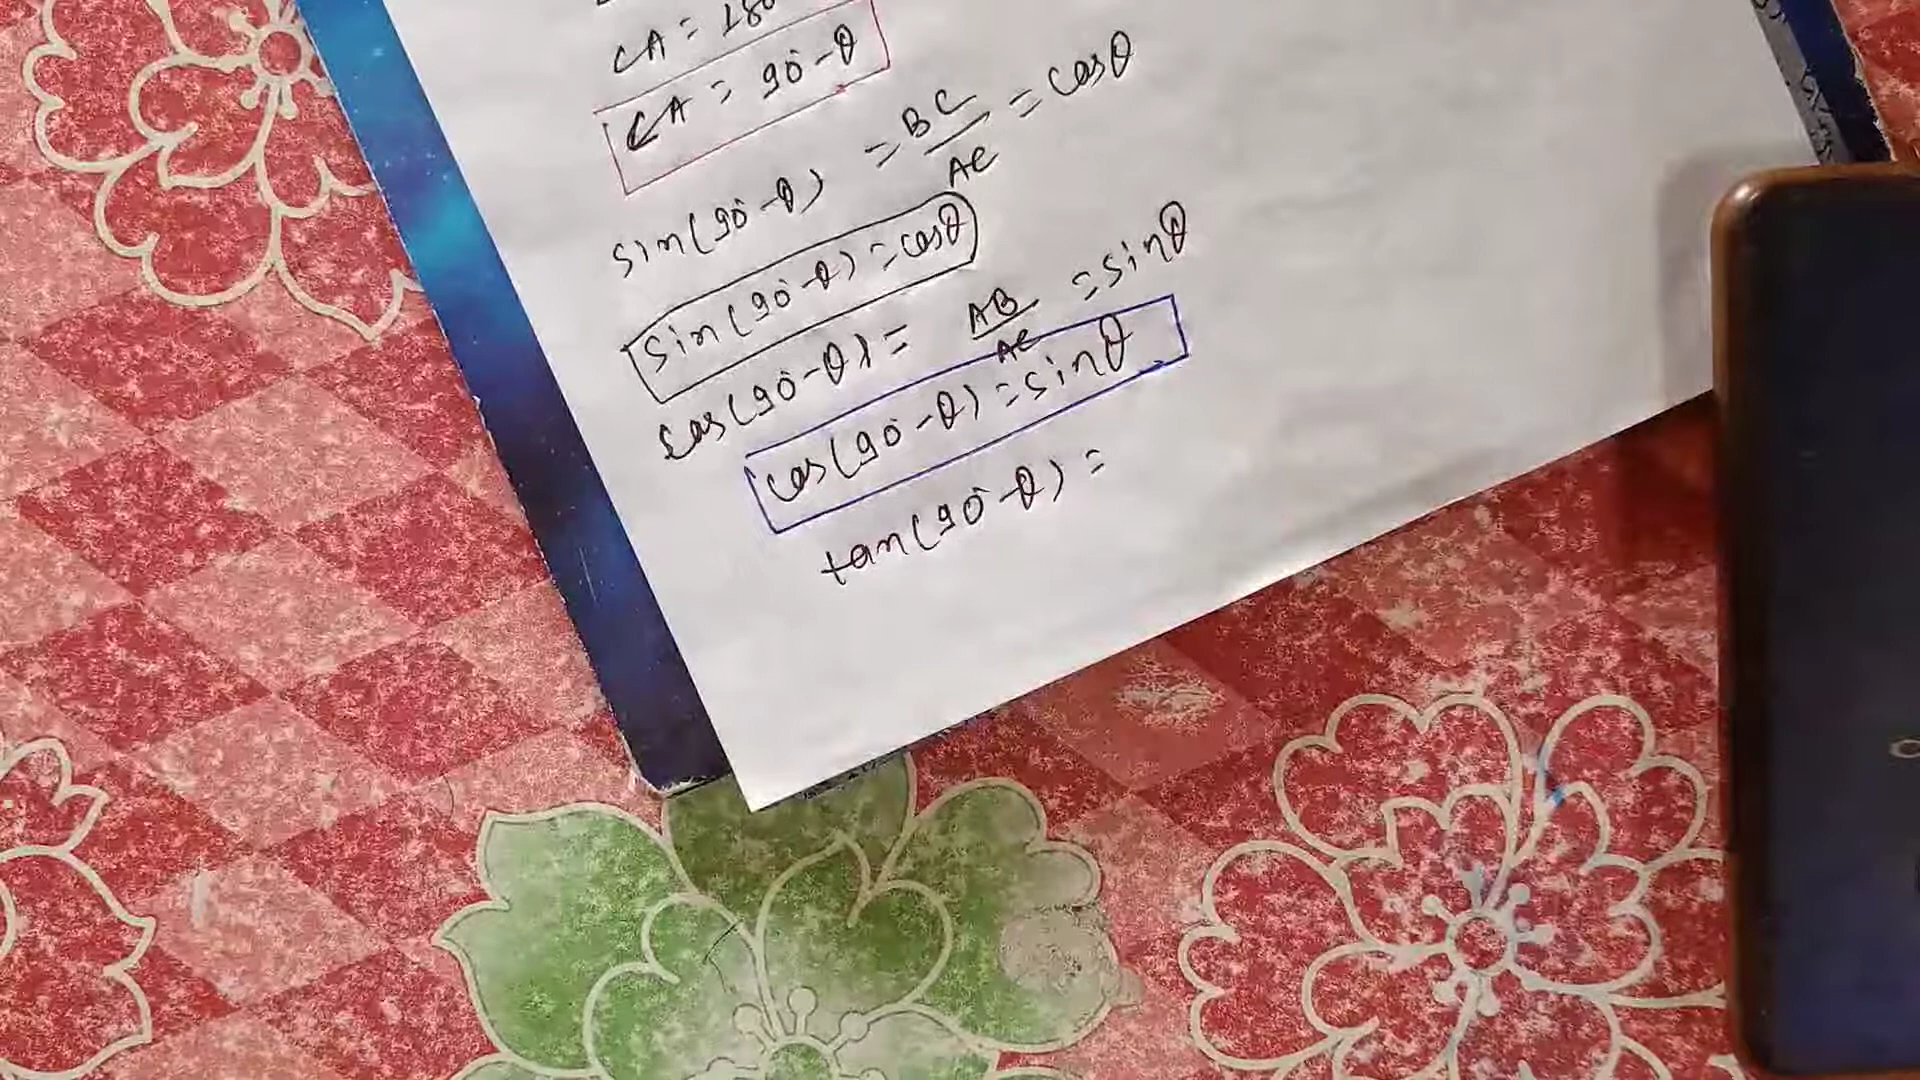 ∠A = 180
∠A = 90°-θ
sin(90°-θ) = BC/AC = cosθ
sin(90°-θ) = cosθ
cos(90°-θ) = AB/AC = sinθ
cos(90°-θ) = sinθ
tan(90°-θ) =